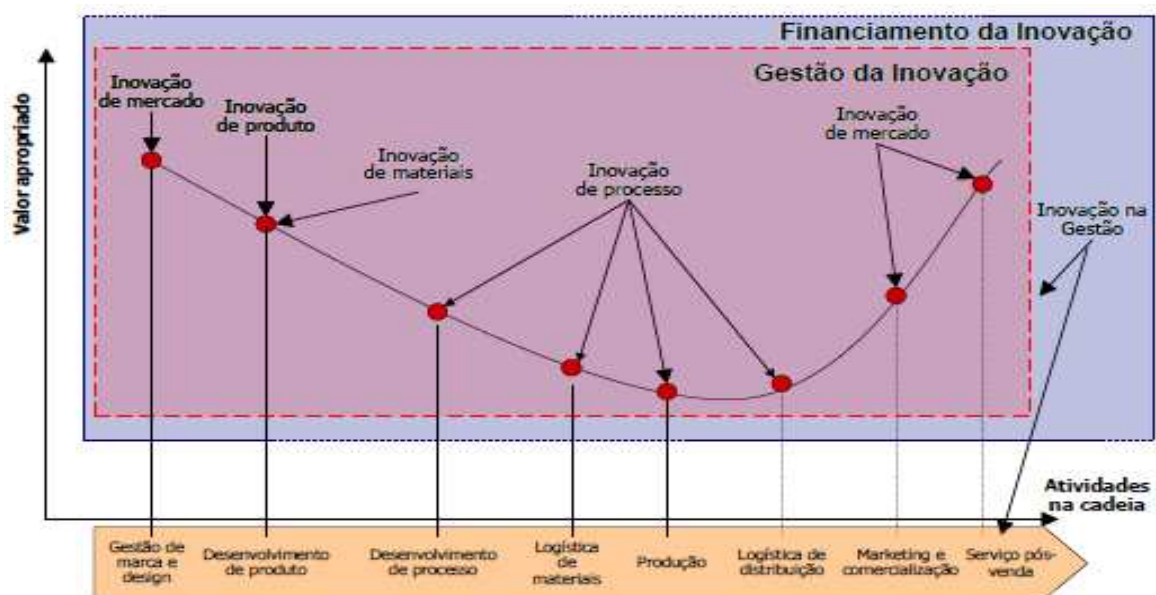 Financiamento da Inovação
Gestão da Inovação
Inovação
de mercado
Inovação
de produto
Inovação
de materiais
Inovação
de processo
Inovação
de mercado
Inovação na
Gestão
Valor apropriado
Atividades
na cadeia
Gestão de
marca e
design
Desenvolvimento
de produto
Desenvolvimento
de processo
Logística
de
materiais
Produção
Logística de
distribuição
Marketing e
comercialização
Serviço pós-
venda